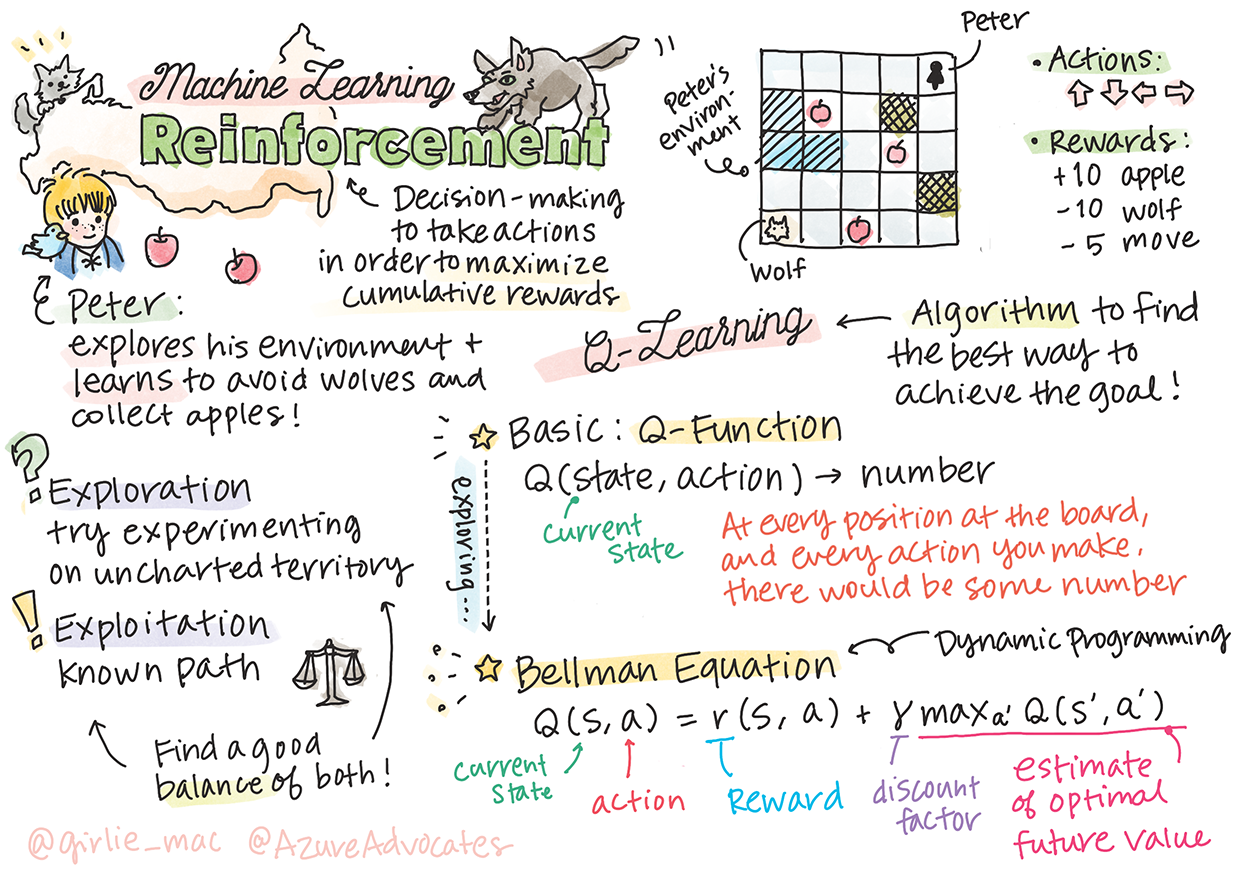 Machine Learning
Reinforcement
Decision-making
to take actions
in order to maximize
cumulative rewards
Peter:
explores his environment +
learns to avoid wolves and
collect apples!
Peter
Peter's
environ-
ment
Wolf
• Actions:
• Rewards:
+10 apple
-10 wolf
-5 move
Q-Learning
Algorithm to find
the best way to
achieve the goal!
? Exploration
try experimenting
on uncharted territory
! Exploitation
known path
Find a good
balance of both!
exploring...
Basic: Q-Function
Q(state, action) → number
current
state
At every position at the board,
and every action you make,
there would be some number
Bellman Equation
Dynamic Programming
Q(s, a) = r(s, a) + γ maxa' Q(s', a')
current
state
action
Reward
discount
factor
estimate
of optimal
future value
@girlie_mac @AzureAdvocates